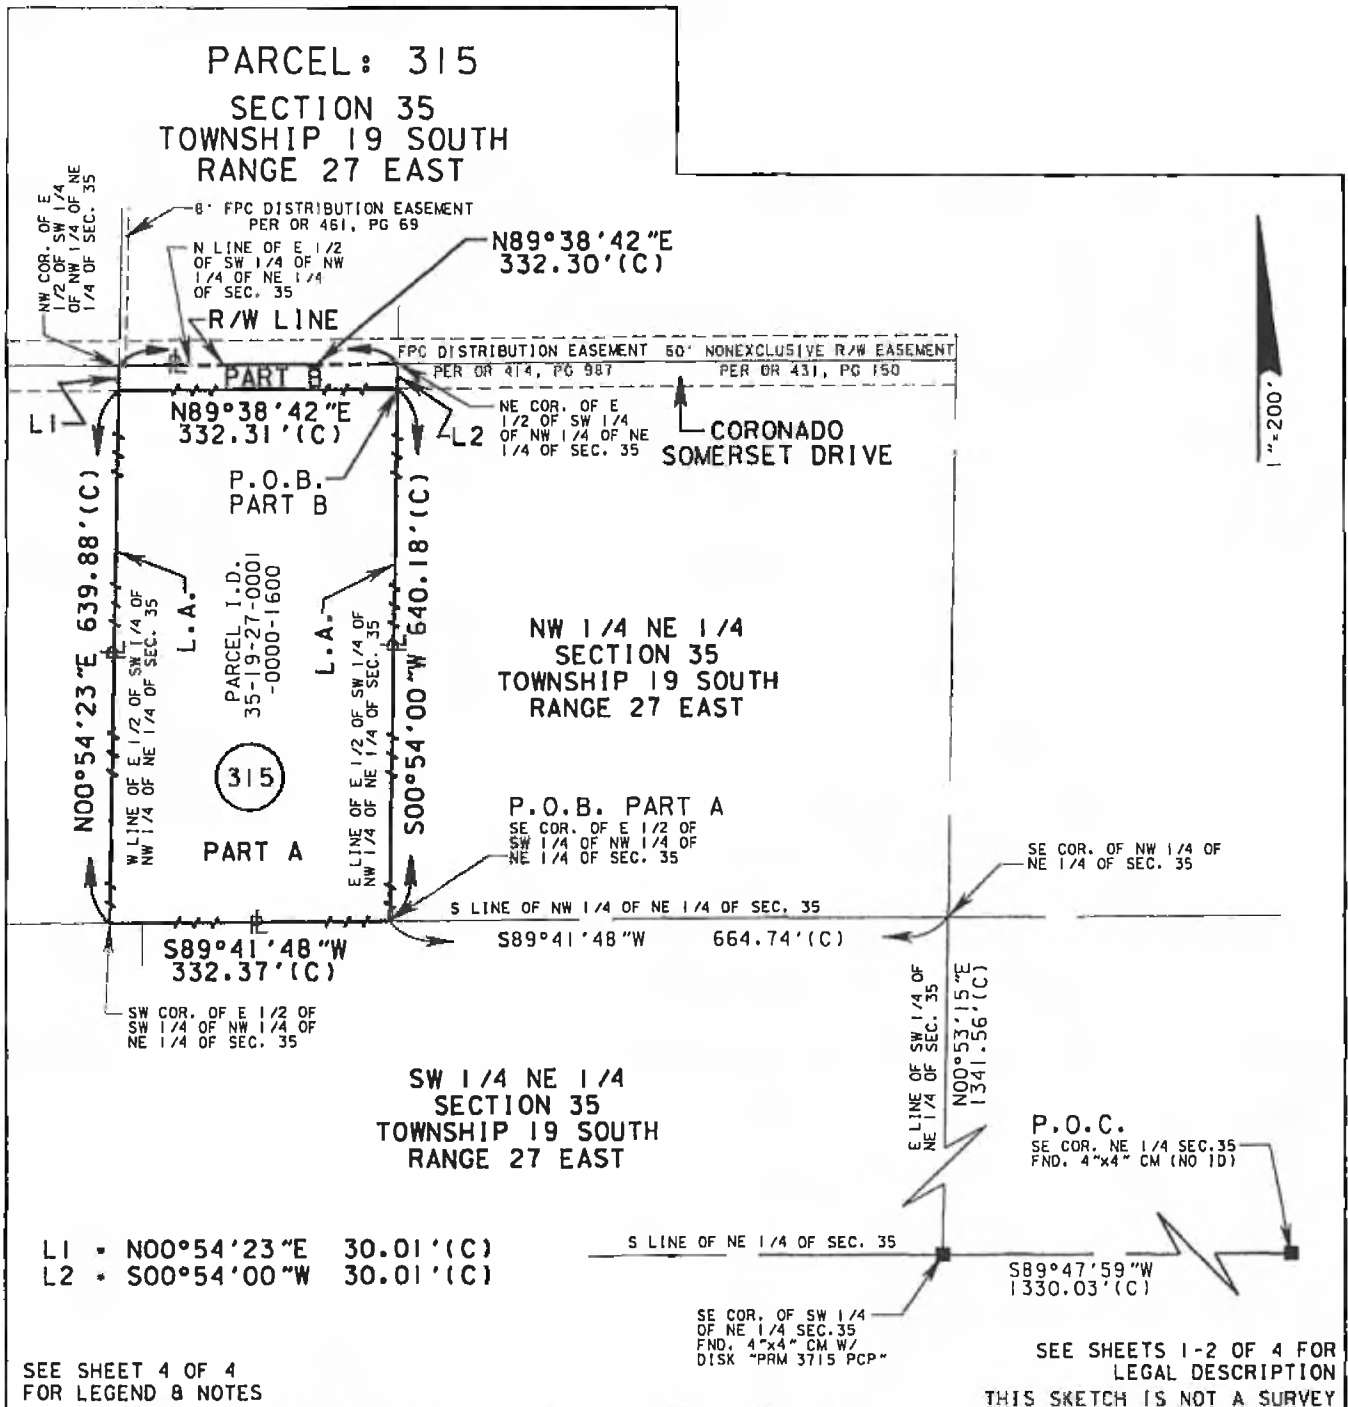 PARCEL: 315
SECTION 35
TOWNSHIP 19 SOUTH
RANGE 27 EAST
NW COR. OF E
1/2 OF SW 1/4
OF NW 1/4 OF NE
1/4 OF SEC. 35
8' FPC DISTRIBUTION EASEMENT
PER OR 461, PG 69
N LINE OF E 1/2
OF SW 1/4 OF NW
1/4 OF NE 1/4
OF SEC. 35
N89°38'42"E
332.30'(C)
R/W LINE
FPC DISTRIBUTION EASEMENT
PER OR 414, PG 987
60' NONEXCLUSIVE R/W EASEMENT
PER OR 431, PG 150
PART B
L1
N89°38'42"E
332.31'(C)
L2
NE COR. OF E
1/2 OF SW 1/4
OF NW 1/4 OF NE
1/4 OF SEC. 35
CORONADO
SOMERSET DRIVE
1"=200'
P.O.B.
PART B
N00°54'23"E 639.88'(C)
L.A.
W LINE OF E 1/2 OF SW 1/4 OF
NW 1/4 OF NE 1/4 OF SEC. 35
PARCEL I.D.
35-19-27-0001
-0000-1600
L.A.
E LINE OF E 1/2 OF SW 1/4 OF
NW 1/4 OF NE 1/4 OF SEC. 35
S00°54'00"W 640.18'(C)
NW 1/4 NE 1/4
SECTION 35
TOWNSHIP 19 SOUTH
RANGE 27 EAST
315
PART A
P.O.B. PART A
SE COR. OF E 1/2 OF
SW 1/4 OF NW 1/4 OF
NE 1/4 OF SEC. 35
SE COR. OF NW 1/4 OF
NE 1/4 OF SEC. 35
S LINE OF NW 1/4 OF NE 1/4 OF SEC. 35
S89°41'48"W 664.74'(C)
S89°41'48"W
332.37'(C)
SW COR. OF E 1/2 OF
SW 1/4 OF NW 1/4 OF
NE 1/4 OF SEC. 35
E LINE OF SW 1/4 OF
NE 1/4 OF SEC. 35
N00°53'15"E
1341.56'(C)
SW 1/4 NE 1/4
SECTION 35
TOWNSHIP 19 SOUTH
RANGE 27 EAST
P.O.C.
SE COR. NE 1/4 SEC.35
FND. 4"x4" CM (NO ID)
L1 = N00°54'23"E 30.01'(C)
L2 = S00°54'00"W 30.01'(C)
S LINE OF NE 1/4 OF SEC. 35
S89°47'59"W
1330.03'(C)
SE COR. OF SW 1/4
OF NE 1/4 SEC.35
FND. 4"x4" CM W/
DISK "PRM 3715 PCP"
SEE SHEET 4 OF 4
FOR LEGEND & NOTES
SEE SHEETS 1-2 OF 4 FOR
LEGAL DESCRIPTION
THIS SKETCH IS NOT A SURVEY